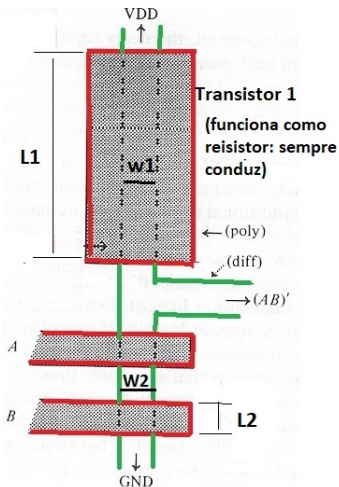 VDD
Transistor 1
(funciona como
reisistor: sempre
conduz)
L1
w1
(poly)
(diff)
(AB)'
A
W2
B
L2
GND